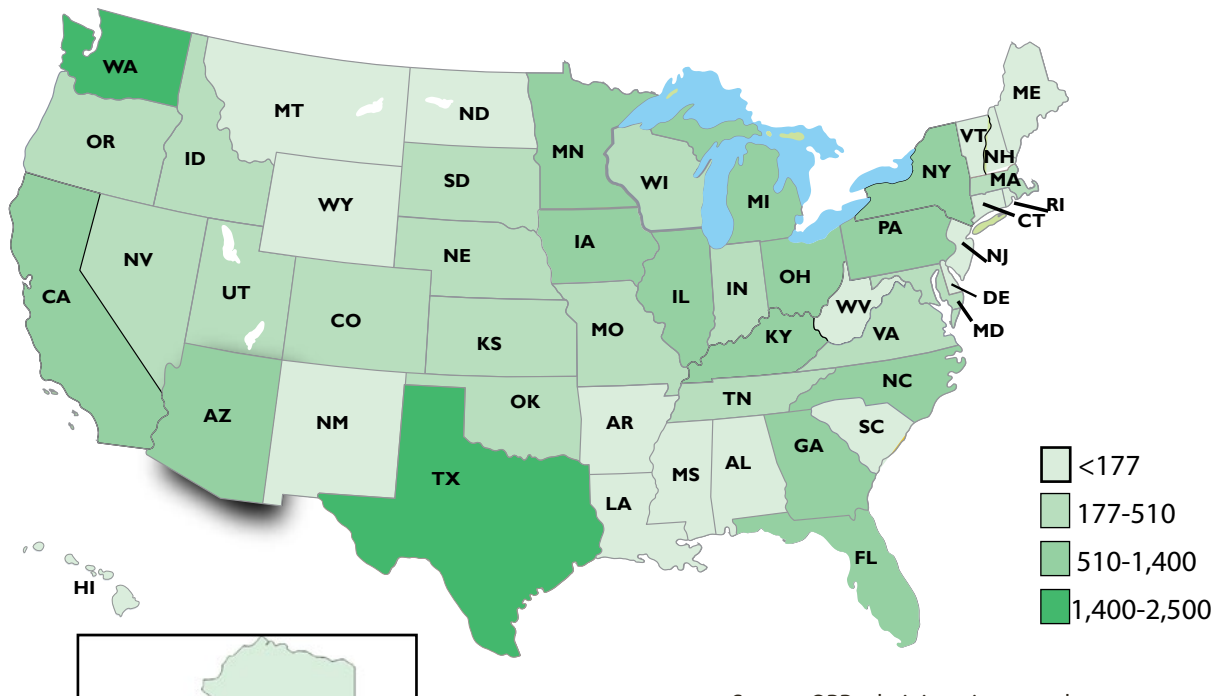 WA
MT
ND
ME
OR
ID
MN
VT
NH
SD
WI
NY
MA
WY
MI
RI
CT
NV
NE
IA
PA
NJ
CA
UT
CO
IL
IN
OH
WV
DE
KS
MO
KY
VA
MD
AZ
NM
OK
TN
NC
AR
SC
TX
MS
AL
GA
LA
FL
HI
<177
177-510
510-1,400
1,400-2,500